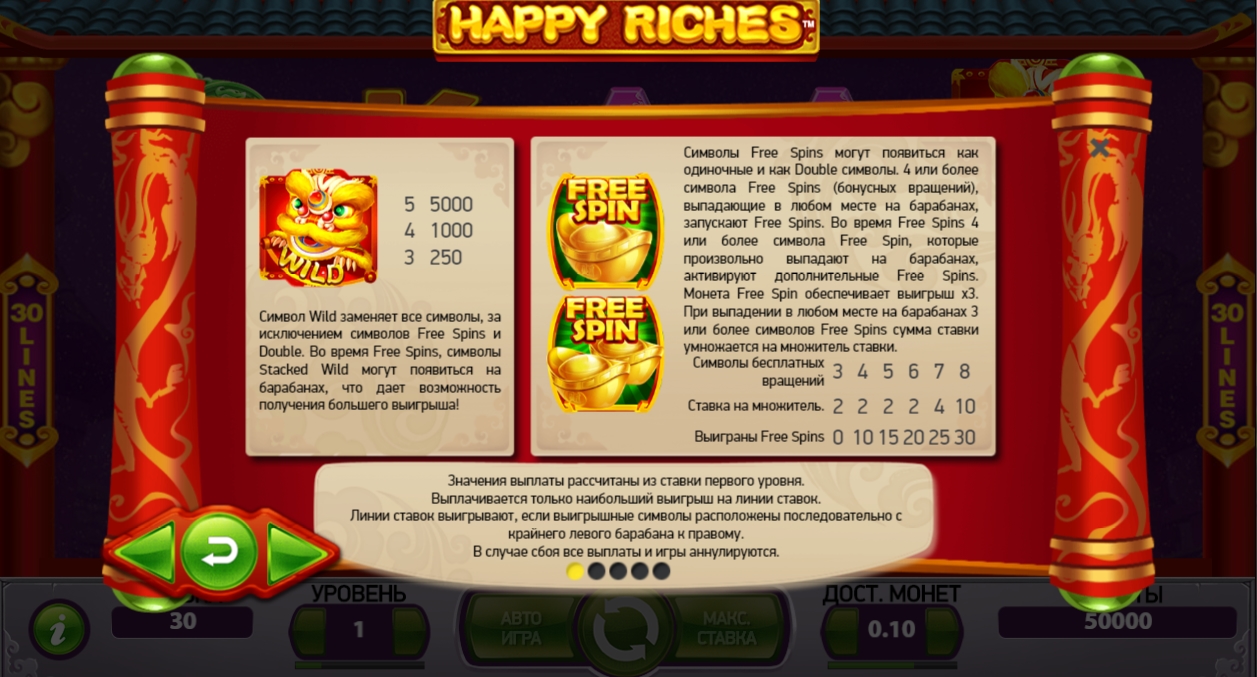 HAPPY RICHES™
5 5000
4 1000
3 250
WILD
Символ Wild заменяет все символы, за
исключением символов Free Spins и
Double. Во время Free Spins, символы
Stacked Wild могут появиться на
барабанах, что дает возможность
получения большего выигрыша!
FREE
SPIN
FREE
SPIN
Символы Free Spins могут появиться как
одиночные и как Double символы. 4 или более
символа Free Spins (бонусных вращений),
выпадающие в любом месте на барабанах,
запускают Free Spins. Во время Free Spins 4
или более символа Free Spin, которые
произвольно выпадают на барабанах,
активируют дополнительные Free Spins.
Монета Free Spin обеспечивает выигрыш x3.
При выпадении в любом месте на барабанах 3
или более символов Free Spins сумма ставки
умножается на множитель ставки.
Символы бесплатных
вращений 3 4 5 6 7 8
Ставка на множитель. 2 2 2 2 4 10
Выиграны Free Spins 0 10 15 20 25 30
30
LINES
30
LINES
Значения выплаты рассчитаны из ставки первого уровня.
Выплачивается только наибольший выигрыш на линии ставок.
Линии ставок выигрывают, если выигрышные символы расположены последовательно с
крайнего левого барабана к правому.
В случае сбоя все выплаты и игры аннулируются.
УРОВЕНЬ
ДОСТ. МОНЕТ
30
1
АВТО
ИГРА
МАКС.
СТАВКА
0.10
50000